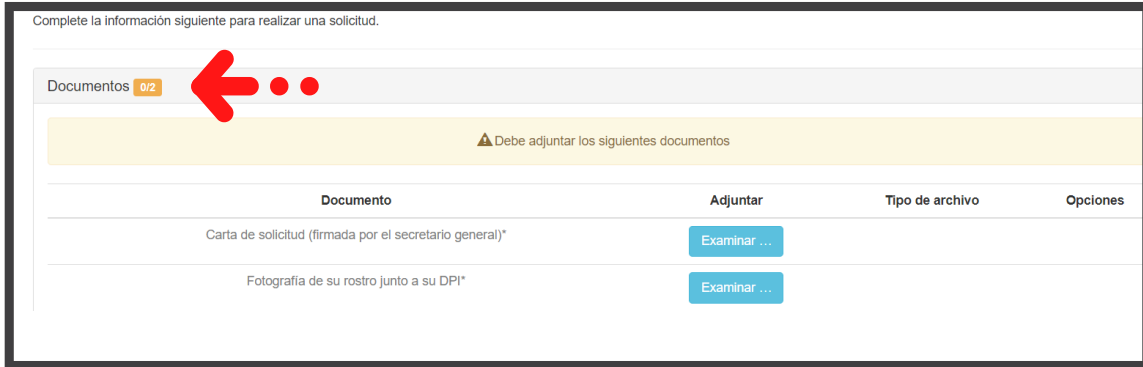 Complete la información siguiente para realizar una solicitud.
Documentos 0/2
Debe adjuntar los siguientes documentos
Documento Adjuntar Tipo de archivo Opciones
Carta de solicitud (firmada por el secretario general)* Examinar ...
Fotografía de su rostro junto a su DPI* Examinar ...